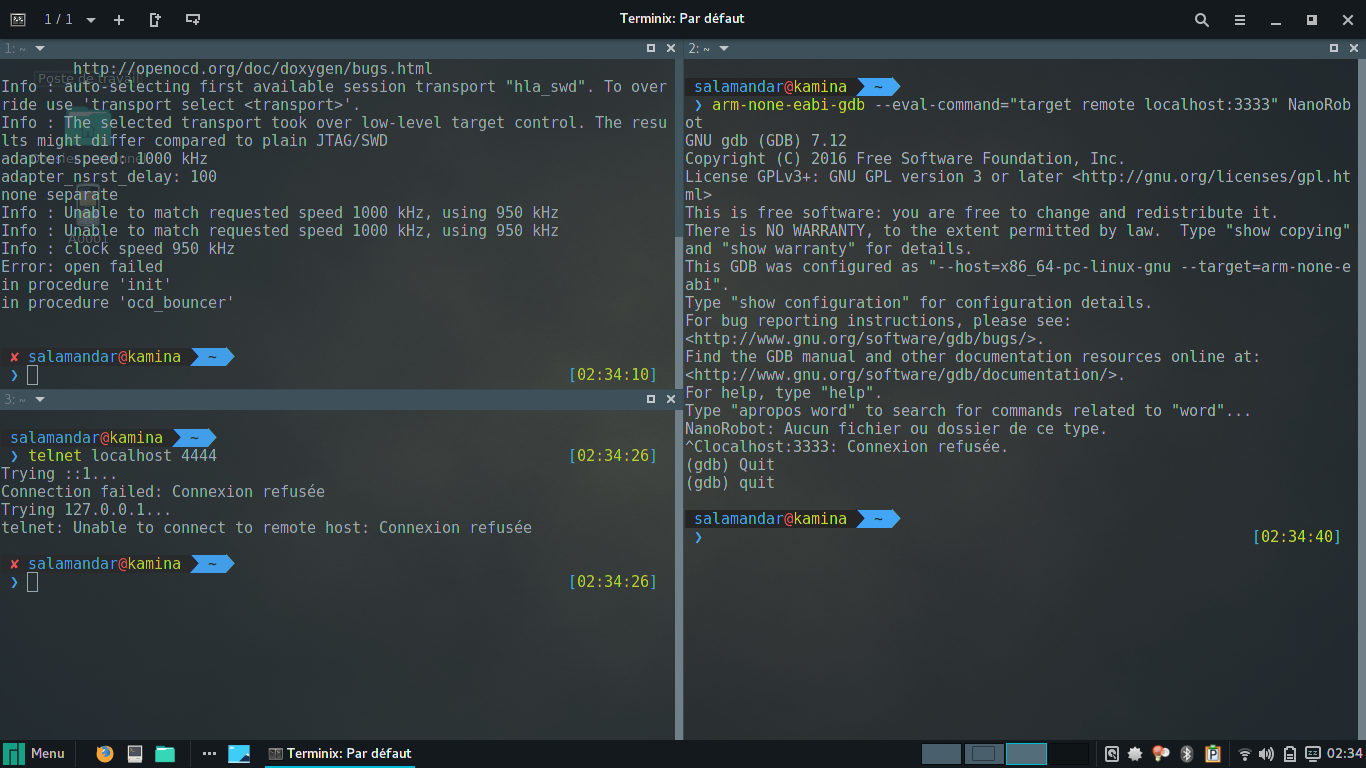 1 / 1
Terminix: Par défaut
1: ~
http://openocd.org/doc/doxygen/bugs.html
Poste de travail
Info : auto-selecting first available session transport "hla_swd". To over
ride use 'transport select <transport>'.
Info : The selected transport took over low-level target control. The resu
lts might differ compared to plain JTAG/SWD
adapter speed: 1000 kHz
adapter_nsrst_delay: 100
none separate
Info : Unable to match requested speed 1000 kHz, using 950 kHz
Info : Unable to match requested speed 1000 kHz, using 950 kHz
Info : clock speed 950 kHz
Error: open failed
in procedure 'init'
in procedure 'ocd_bouncer'
✘ salamandar@kamina ~
❯ [02:34:10]
3: ~
salamandar@kamina ~
❯ telnet localhost 4444 [02:34:26]
Trying ::1...
Connection failed: Connexion refusée
Trying 127.0.0.1...
telnet: Unable to connect to remote host: Connexion refusée
✘ salamandar@kamina ~
❯ [02:34:26]
2: ~
salamandar@kamina ~
❯ arm-none-eabi-gdb --eval-command="target remote localhost:3333" NanoRob
ot
GNU gdb (GDB) 7.12
Copyright (C) 2016 Free Software Foundation, Inc.
License GPLv3+: GNU GPL version 3 or later <http://gnu.org/licenses/gpl.ht
ml>
This is free software: you are free to change and redistribute it.
There is NO WARRANTY, to the extent permitted by law.  Type "show copying"
and "show warranty" for details.
This GDB was configured as "--host=x86_64-pc-linux-gnu --target=arm-none-e
abi".
Type "show configuration" for configuration details.
For bug reporting instructions, please see:
<http://www.gnu.org/software/gdb/bugs/>.
Find the GDB manual and other documentation resources online at:
<http://www.gnu.org/software/gdb/documentation/>.
For help, type "help".
Type "apropos word" to search for commands related to "word"...
NanoRobot: Aucun fichier ou dossier de ce type.
^Clocalhost:3333: Connexion refusée.
(gdb) Quit
(gdb) quit
salamandar@kamina ~
❯ [02:34:40]
Menu
Terminix: Par défaut
02:34